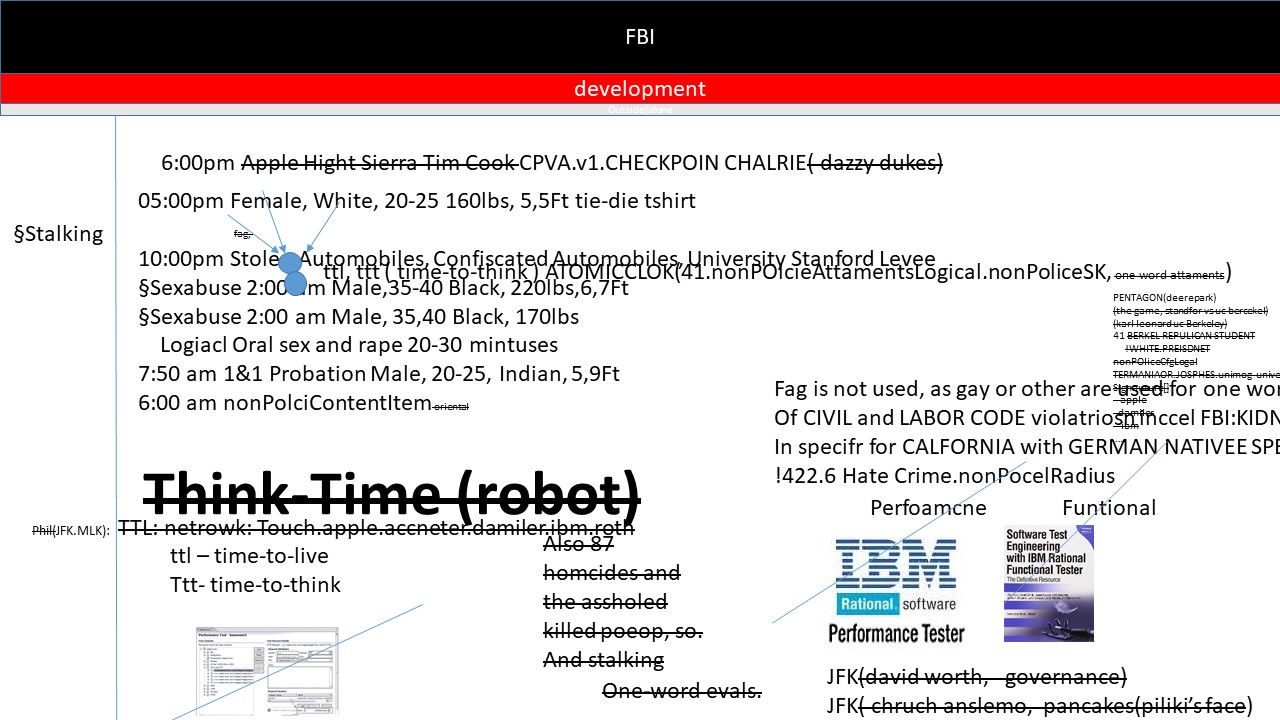 FBI
development
Outside|alone
6:00pm Apple Hight Sierra Tim Cook CPVA.v1.CHECKPOIN CHALRIE( dazzy dukes)
05:00pm Female, White, 20-25 160lbs, 5,5Ft tie-die tshirt
§Stalking
fag,
10:00pm Stolen Automobiles, Confiscated Automobiles, University Stanford Levee
ttl, ttt ( time-to-think ) ATOMICCLOK('41.nonPOlcieAttamentsLogical.nonPoliceSK, one word attaments)
§Sexabuse 2:00 am Male,35-40 Black, 220lbs,6,7Ft
§Sexabuse 2:00 am Male, 35,40 Black, 170lbs
Logiacl Oral sex and rape 20-30 mintuses
7:50 am 1&1 Probation Male, 20-25, Indian, 5,9Ft
6:00 am nonPolciContentItem oriental
PENTAGON(deerepark)
(the game, standfor vs uc bersekel)
(karl leonard uc Berkeley)
41 BERKEL REPULICAN STUDENT
!WHITE.PREISDNET
nonPOliceCfgLogal
TERMANIAOR.JOSPHES.unimog-unive
- apple
- damiler
- ibm
Fag is not used, as gay or other are used for one wor
Of CIVIL and LABOR CODE violatriosn Inccel FBI:KIDN
In specifr for CALFORNIA with GERMAN NATIVEE SPE
!422.6 Hate Crime.nonPocelRadius
Think-Time (robot)
Phil(JFK.MLK):
TTL: netrowk: Touch.apple.accneter.damiler.ibm.roth
ttl – time-to-live
Ttt- time-to-think
Also 87
homcides and
the assholed
killed poeop, so.
And stalking
One-word evals.
Perfoamcne
Funtional
IBM
Rational. software
Performance Tester
Software Test
Engineering
with IBM Rational
Functional Tester
The Definitive Resource
JFK(david worth, governance)
JFK( chruch anslemo, pancakes(piliki's face)